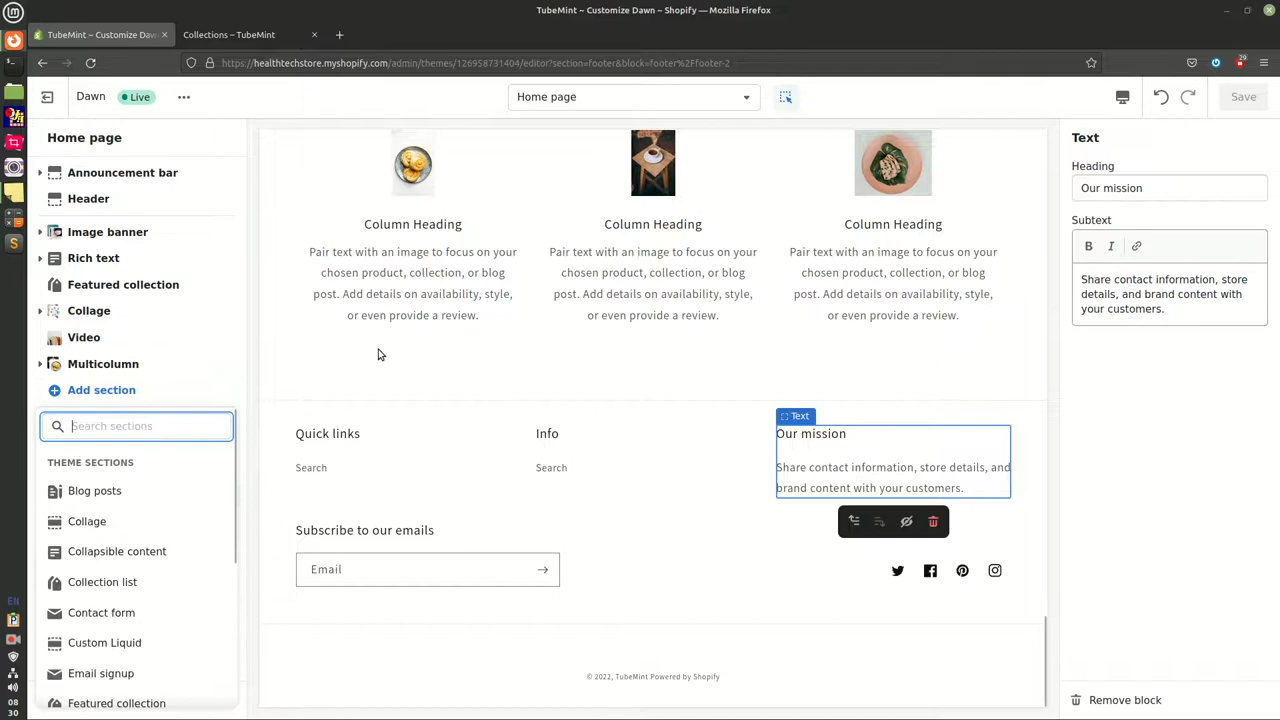 TubeMint ~ Customize Dawn ~ Shopify — Mozilla Firefox
TubeMint ~ Customize Daw
Collections – TubeMint
https://healthtechstore.myshopify.com/admin/themes/126958731404/editor?section=footer&block=footer%2Ffooter-2
29
Dawn
Live
Home page
Save
Home page
Announcement bar
Header
Image banner
Rich text
Featured collection
Collage
Video
Multicolumn
Add section
Search sections
THEME SECTIONS
Blog posts
Collage
Collapsible content
Collection list
Contact form
Custom Liquid
Email signup
Featured collection
Column Heading
Pair text with an image to focus on your
chosen product, collection, or blog
post. Add details on availability, style,
or even provide a review.
Column Heading
Pair text with an image to focus on your
chosen product, collection, or blog
post. Add details on availability, style,
or even provide a review.
Column Heading
Pair text with an image to focus on your
chosen product, collection, or blog
post. Add details on availability, style,
or even provide a review.
Quick links
Search
Info
Search
Text
Our mission
Share contact information, store details, and
brand content with your customers.
Subscribe to our emails
Email
© 2022, TubeMint Powered by Shopify
Text
Heading
Our mission
Subtext
B I
Share contact information, store
details, and brand content with
your customers.
Remove block
EN
08
30